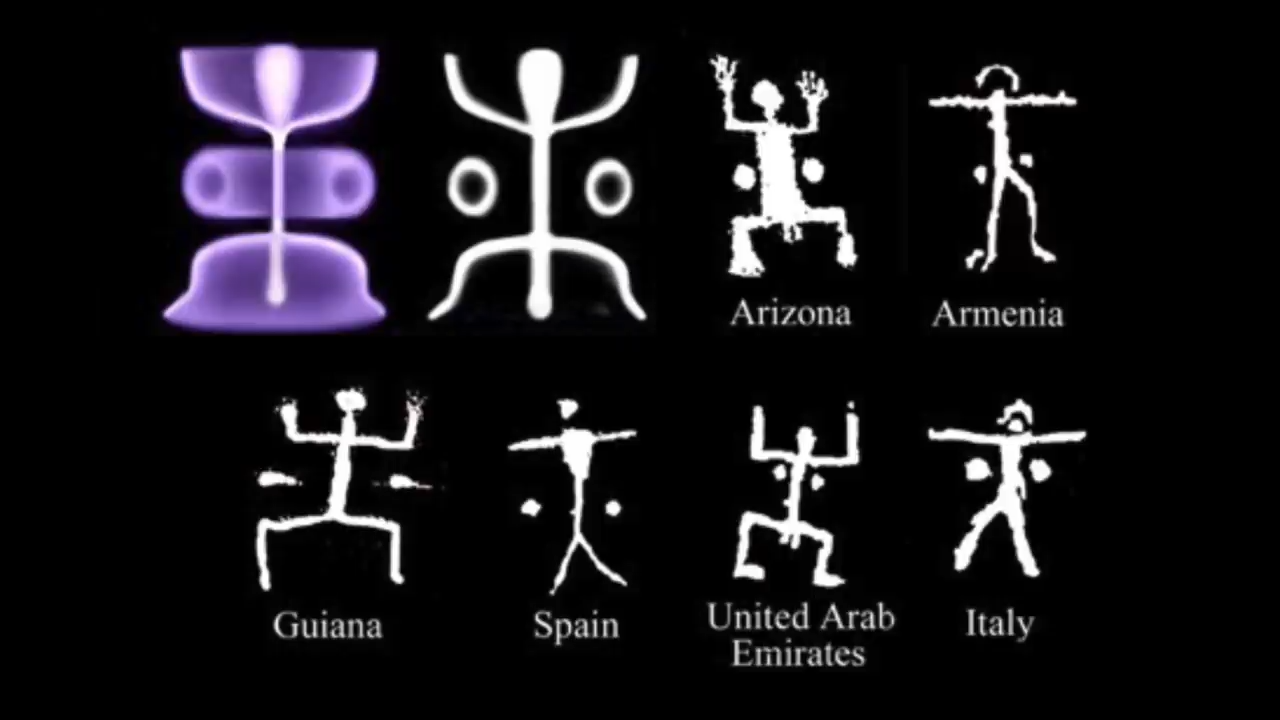 Arizona
Armenia
Guiana
Spain
United Arab
Emirates
Italy